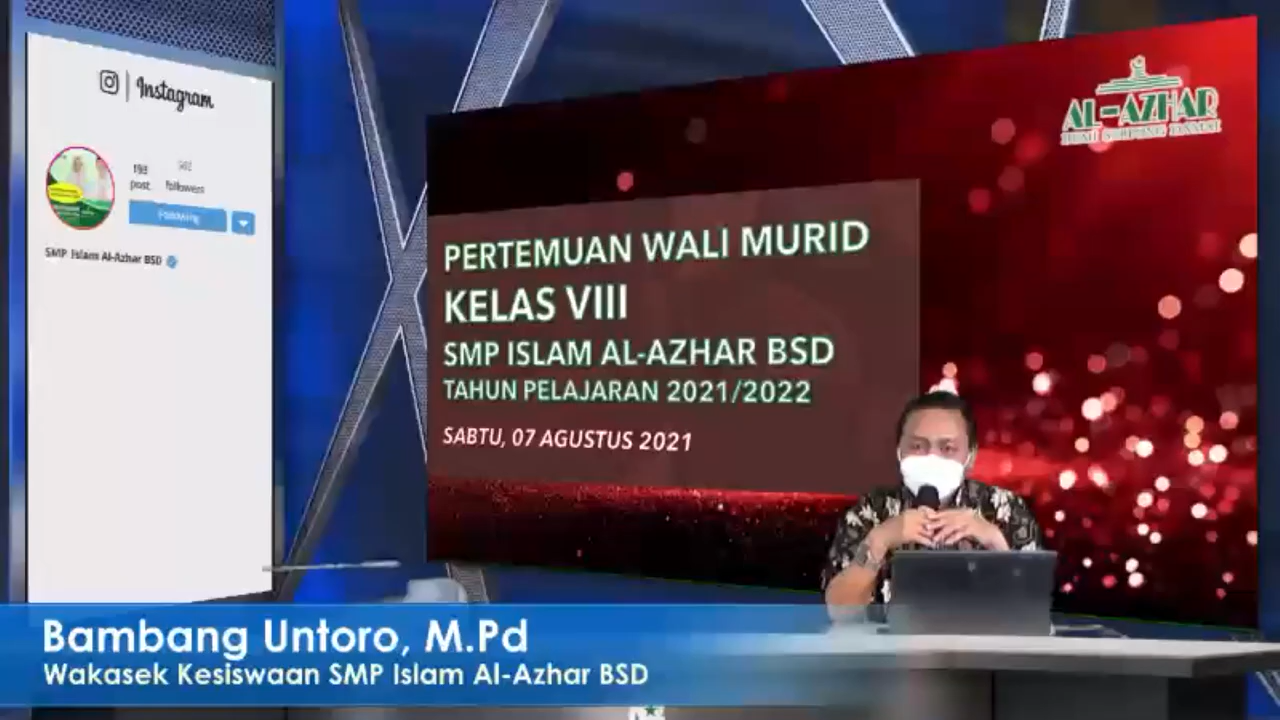 Instagram
193
post
followers
Following
SMP Islam Al-Azhar BSD
AL-AZHAR
PERTEMUAN WALI MURID
KELAS VIII
SMP ISLAM AL-AZHAR BSD
TAHUN PELAJARAN 2021/2022
SABTU, 07 AGUSTUS 2021
Bambang Untoro, M.Pd
Wakasek Kesiswaan SMP Islam Al-Azhar BSD